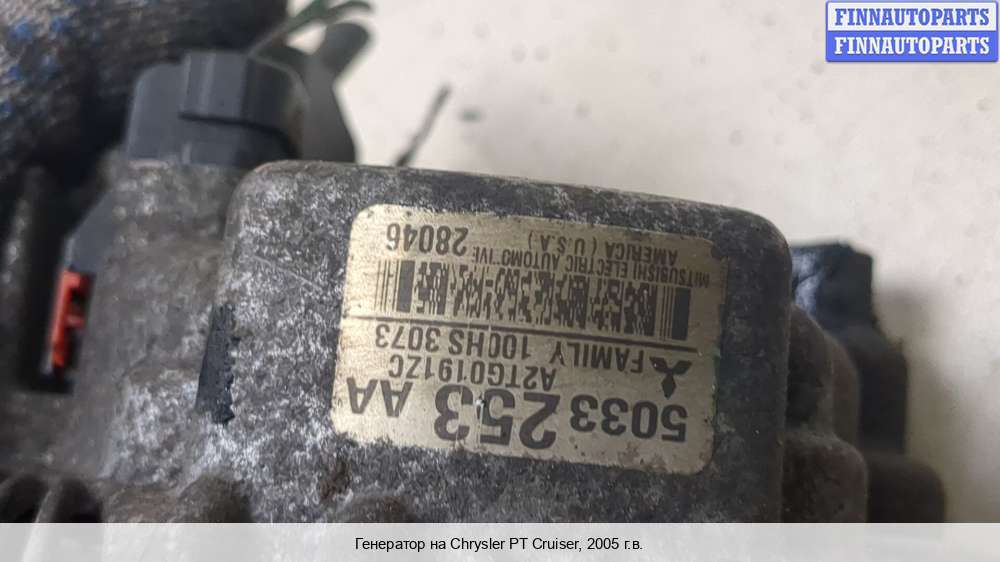 FINNAUTOPARTS
FINNAUTOPARTS
5033 253 AA
A2TG0191ZC
FAMILY 100HS 3073
MITSUBISHI ELECTRIC AUTOMOTIVE
AMERICA (U.S.A.)
28046
Генератор на Chrysler PT Cruiser, 2005 г.в.